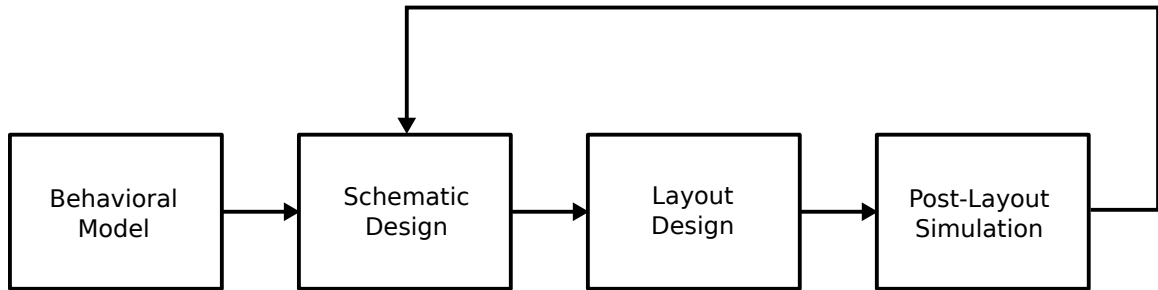 Behavioral
Model
Schematic
Design
Layout
Design
Post-Layout
Simulation